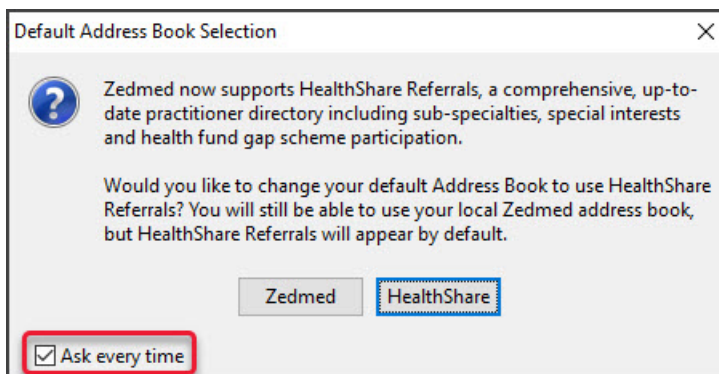 Default Address Book Selection
Zedmed now supports HealthShare Referrals, a comprehensive, up-to-
date practitioner directory including sub-specialties, special interests
and health fund gap scheme participation.
Would you like to change your default Address Book to use HealthShare
Referrals? You will still be able to use your local Zedmed address book,
but HealthShare Referrals will appear by default.
Zedmed HealthShare
Ask every time